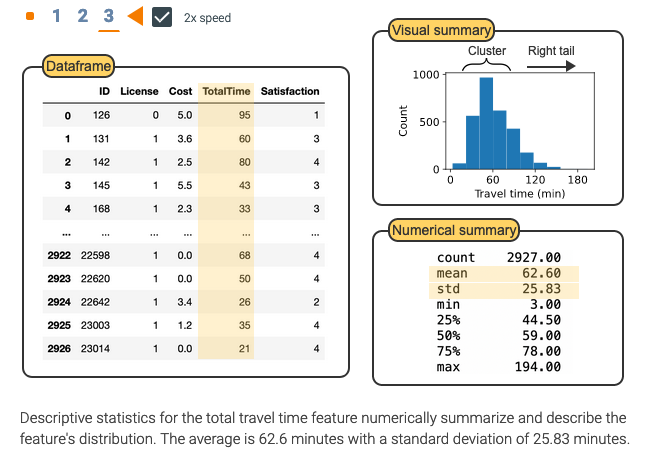 1 2 3 2x speed
Dataframe
ID License Cost TotalTime Satisfaction
0 126 0 5.0 95 1
1 131 1 3.6 60 3
2 142 1 2.5 80 4
3 145 1 5.5 43 3
4 168 1 2.3 33 3
... ... ... ... ... ...
2922 22598 1 0.0 68 4
2923 22620 1 0.0 50 4
2924 22642 1 3.4 26 2
2925 23003 1 1.2 35 4
2926 23014 1 0.0 21 4
Visual summary
Cluster Right tail
1000
500
0
Count
0 60 120 180
Travel time (min)
Numerical summary
count 2927.00
mean 62.60
std 25.83
min 3.00
25% 44.50
50% 59.00
75% 78.00
max 194.00
Descriptive statistics for the total travel time feature numerically summarize and describe the
feature's distribution. The average is 62.6 minutes with a standard deviation of 25.83 minutes.